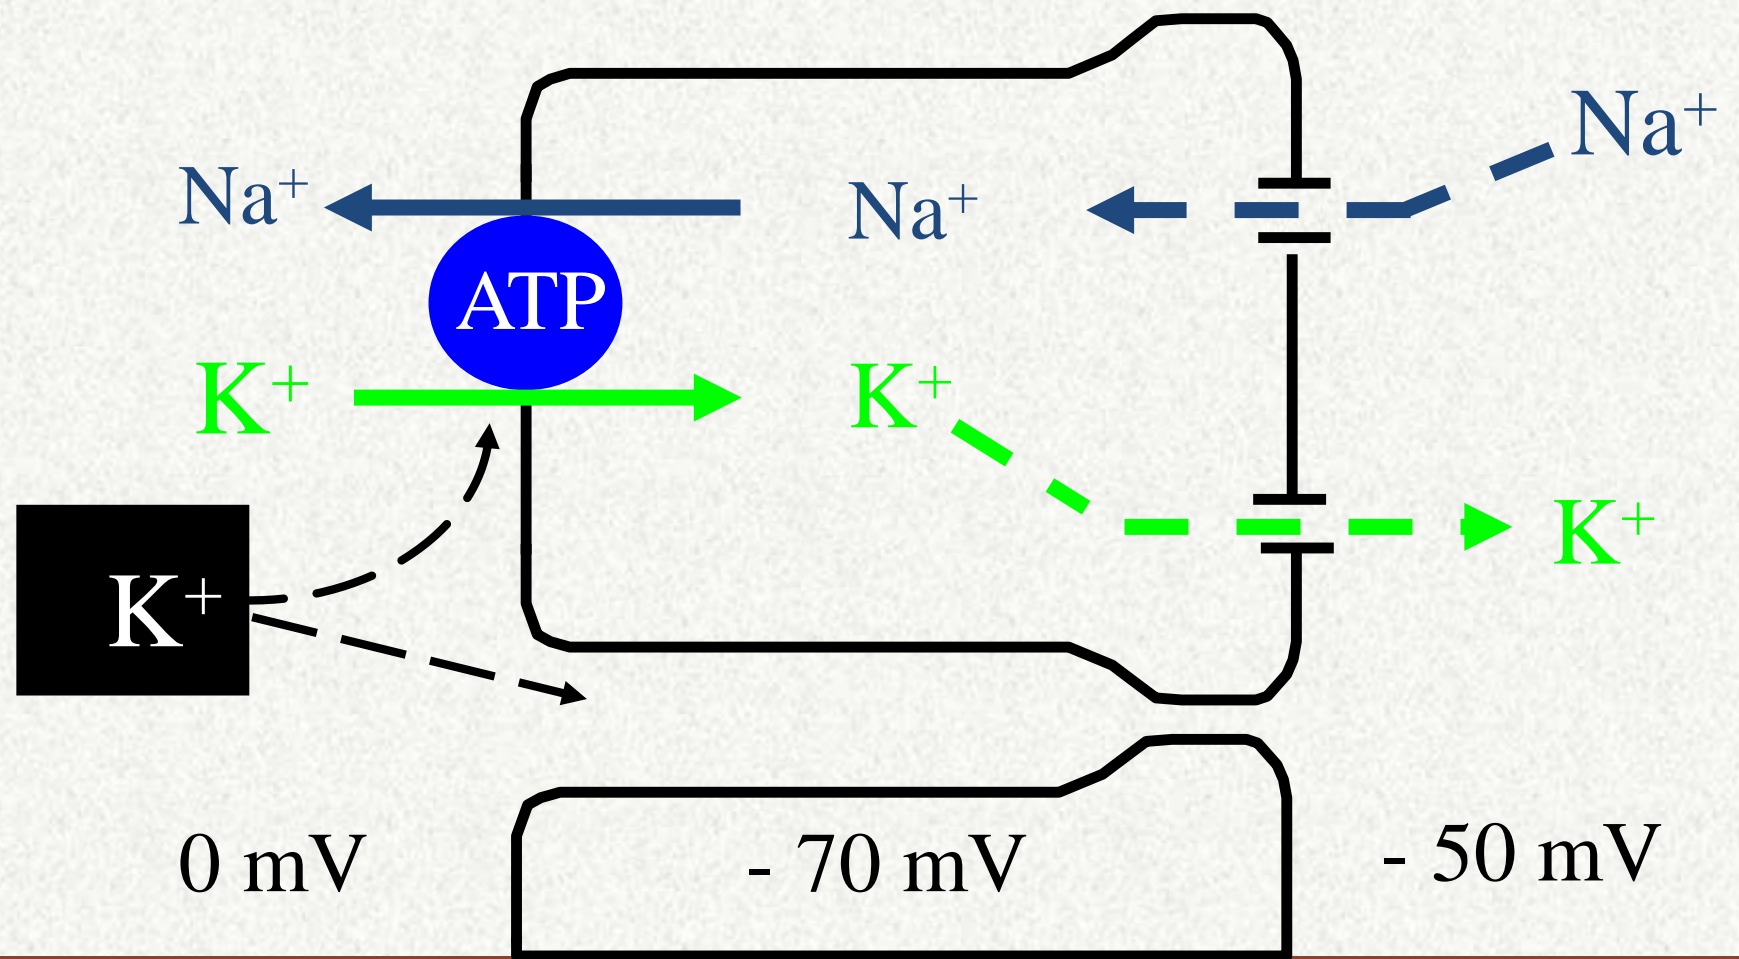 Na⁺
Na⁺
Na⁺
ATP
K⁺
K⁺
K⁺
K⁺
0 mV
- 70 mV
- 50 mV